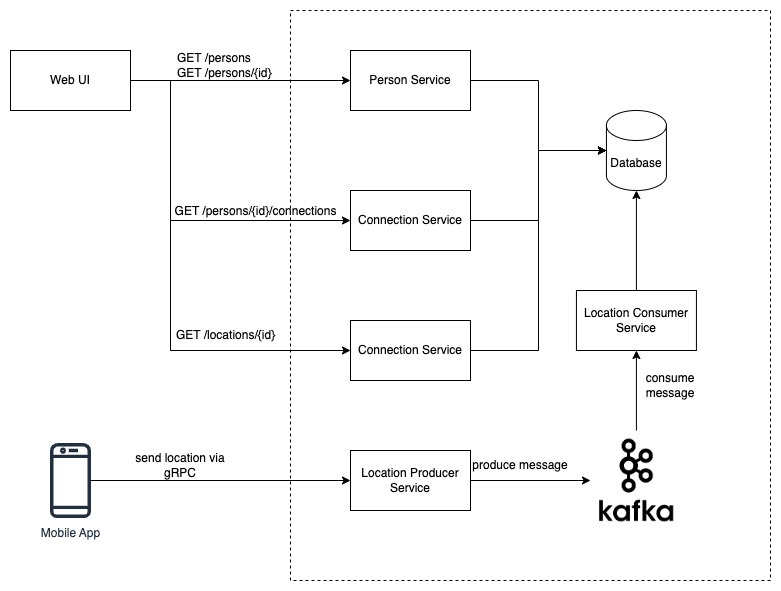 GET /persons
GET /persons/{id}
Web UI
Person Service
Database
GET /persons/{id}/connections
Connection Service
Location Consumer
Service
GET /locations/{id}
Connection Service
consume
message
send location via
gRPC
Location Producer
Service
produce message
kafka
Mobile App